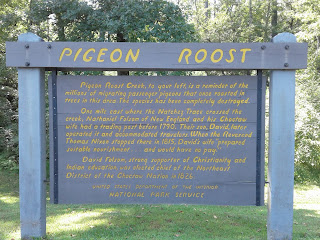 PIGEON ROOST
Pigeon Roost Creek, to your left, is a reminder of the
millions of migrating passenger pigeons that once roosted in
trees in this area. The species has been completely destroyed.
One mile east where the Natchez Trace crossed the
creek, Nathaniel Folsom of New England and his Choctaw
wife had a trading post before 1790. Their son, David, later
operated it and accommodated travelers. When the Reverend
Thomas Nixon stopped there in 1815, David's wife "prepared
suitable nourishment... and would have no pay."
David Folsom, strong supporter of Christianity and
Indian education, was elected chief of the Northeast
District of the Choctaw Nation in 1826.
UNITED STATES DEPARTMENT OF THE INTERIOR
NATIONAL PARK SERVICE